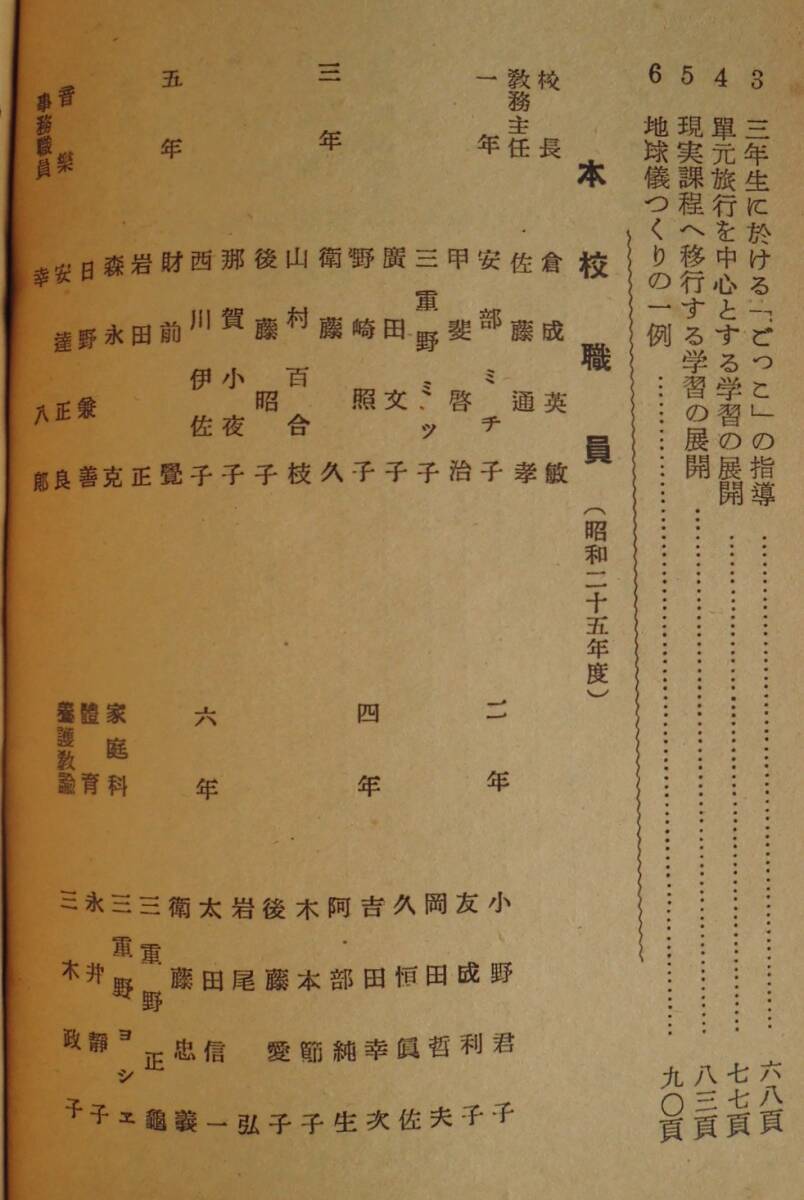 3 三年生に於ける「ごっこ」の指導……六八頁
4 單元旅行を中心とする学習の展開……七七頁
5 現実課程へ移行する学習の展開……八三頁
6 地球儀つくりの一例……九〇頁
本校職員（昭和二十五年度）
校長 倉成英敏
教務主任 佐藤通孝
一年 安部ミチ子
甲斐啓治
三重野ミツ子
廣田文子
野崎照子
三年 衛藤久
山村百合枝
後藤昭子
那賀小夜子
西川伊佐子
五年 財前覺
岩田正
森永克
音樂 日野兼善
安達正良
事務職員 幸八郎
二年 小野君子
友成利子
岡田哲夫
久恒眞佐
四年 吉田幸次
阿部純生
木本節子
後藤愛子
岩尾弘
六年 太田信一
衛藤忠義
三重野正龜
家庭科 三重野ヨシヱ
體育 永井靜子
養護教諭 三木政子